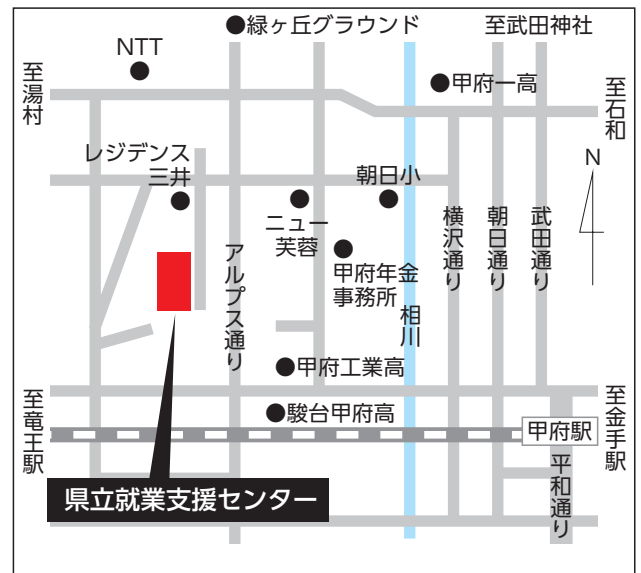 緑ヶ丘グラウンド
至武田神社
NTT
至湯村
甲府一高
至石和
レジデンス
三井
朝日小
N
ニュー
芙蓉
甲府年金
事務所
アルプス通り
相川
横沢通り
朝日通り
武田通り
甲府工業高
駿台甲府高
至竜王駅
甲府駅
至金手駅
平和通り
県立就業支援センター